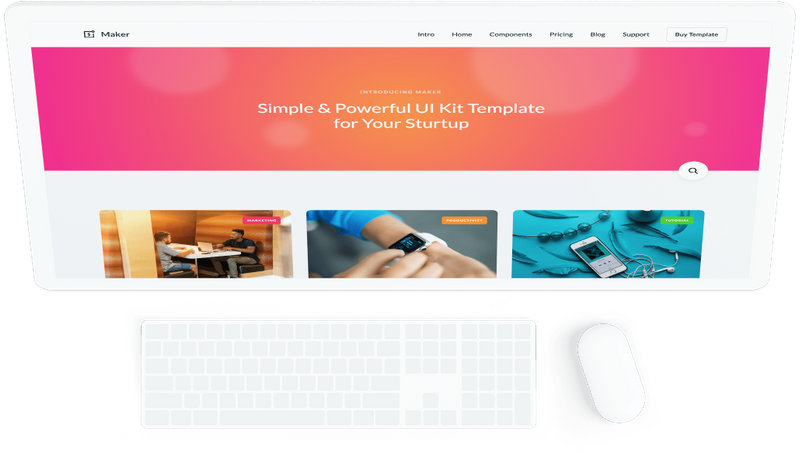 Maker
Intro Home Components Pricing Blog Support Buy Template
INTRODUCING MAKER
Simple & Powerful UI Kit Template
for Your Sturtup
MARKETING PRODUCTIVITY TUTORIAL